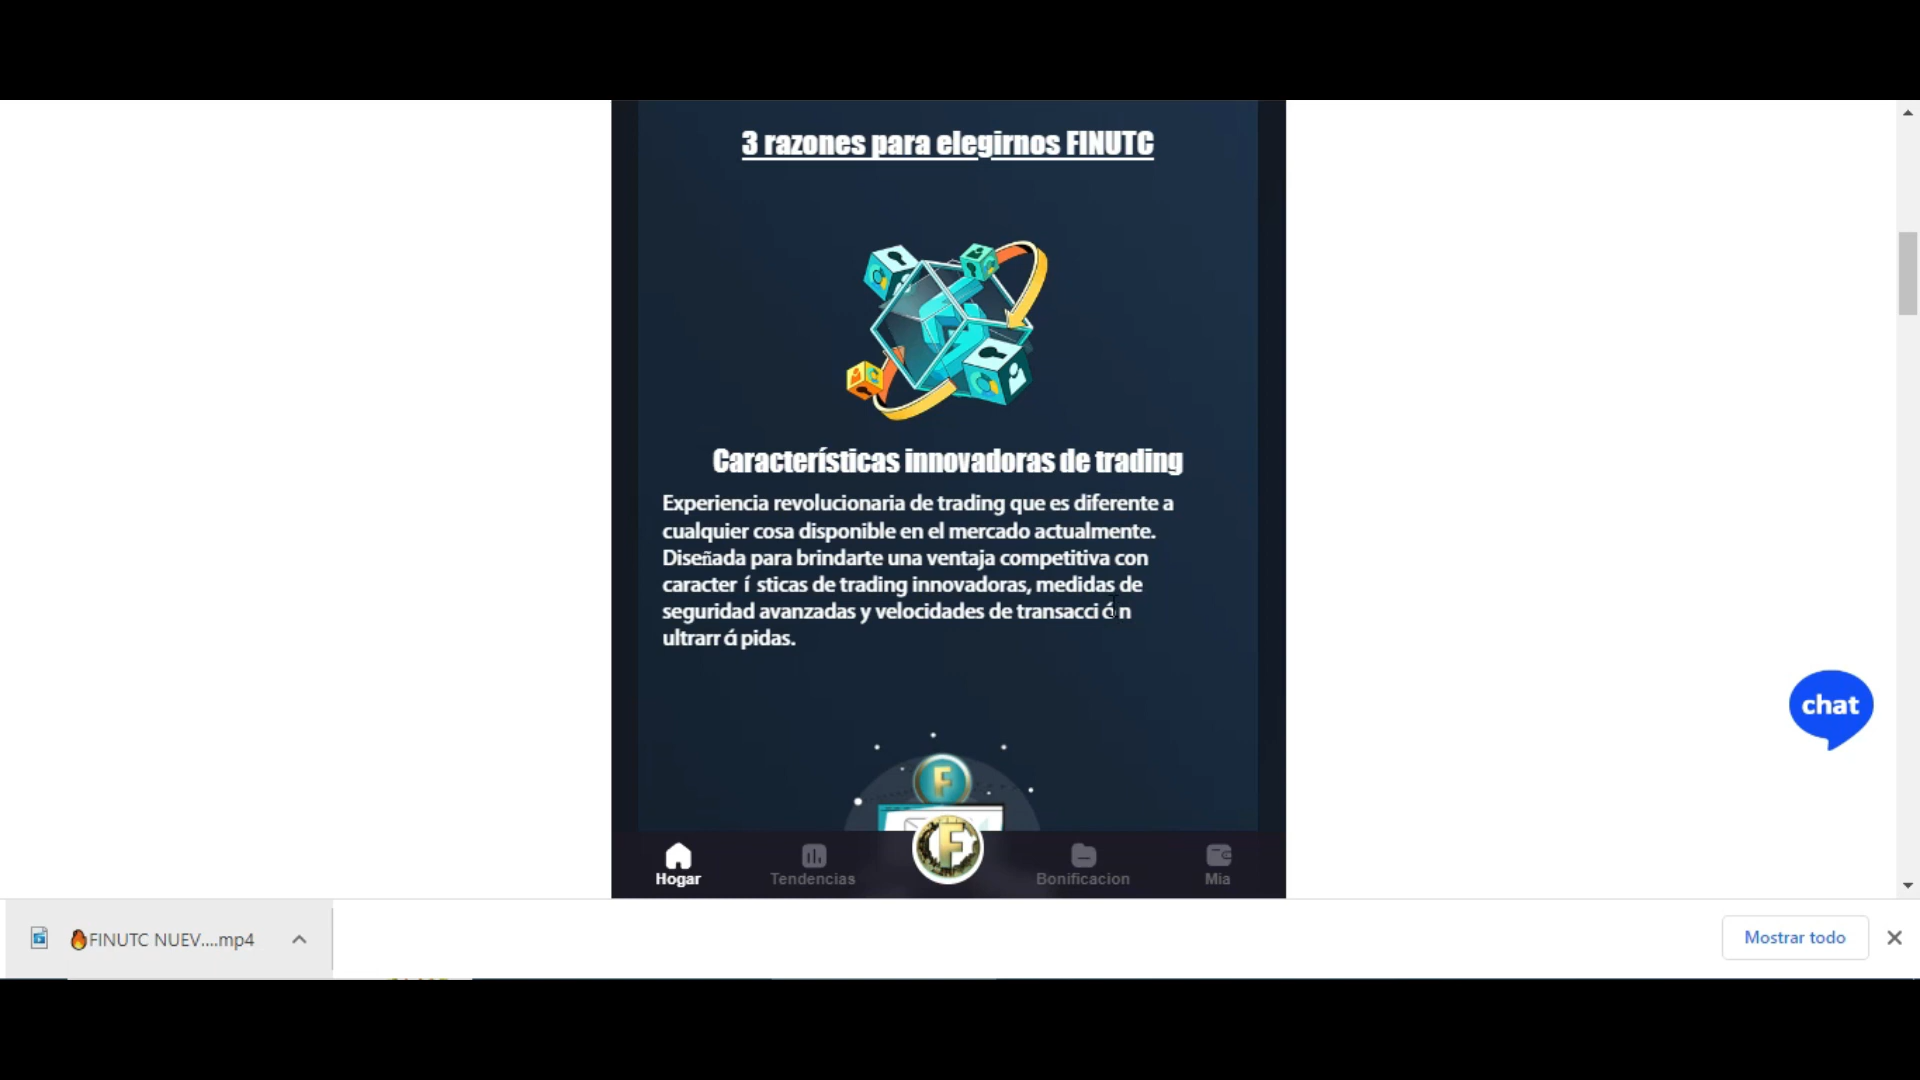 3 razones para elegirnos FINUTC
Características innovadoras de trading
Experiencia revolucionaria de trading que es diferente a
cualquier cosa disponible en el mercado actualmente.
Diseñada para brindarte una ventaja competitiva con
caracter í sticas de trading innovadoras, medidas de
seguridad avanzadas y velocidades de transacci ó n
ultrarr á pidas.
chat
F
F
Hogar
Tendencias
Bonificacion
Mia
🔥FINUTC NUEV....mp4
Mostrar todo